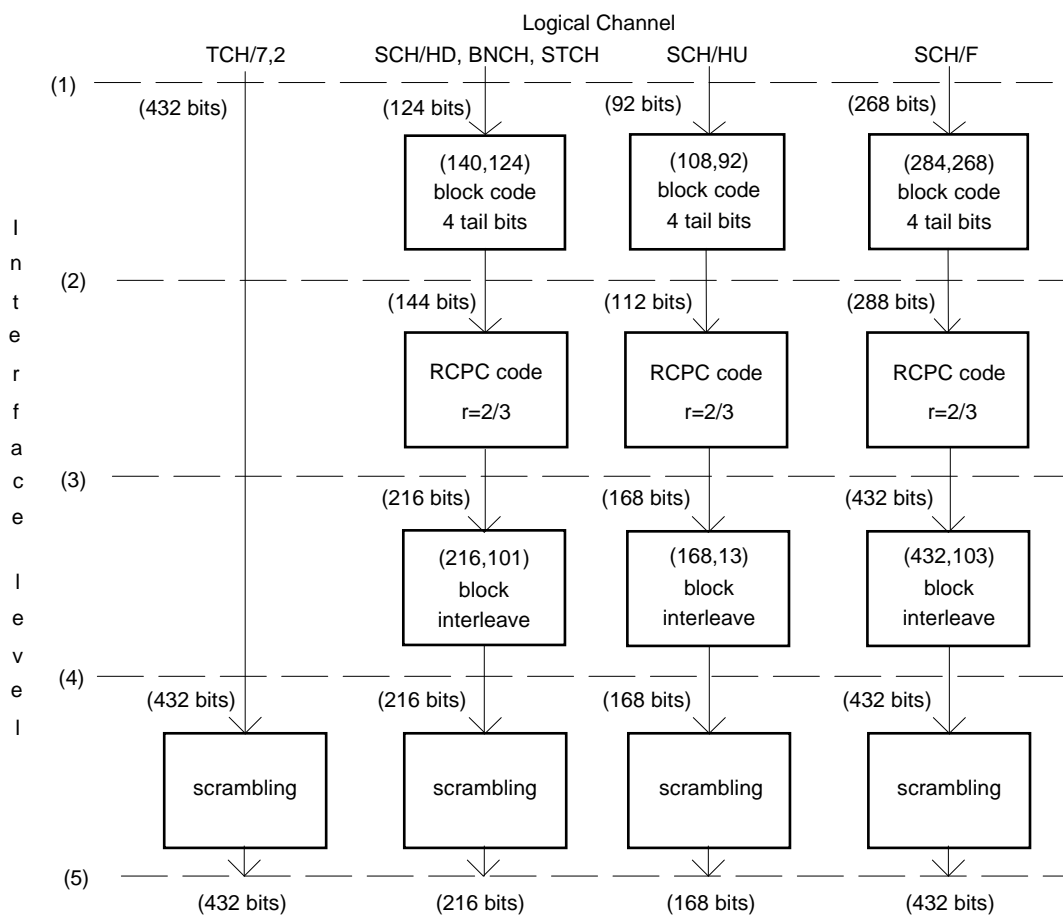 Logical Channel
TCH/7,2 SCH/HD, BNCH, STCH SCH/HU SCH/F
(1)
(432 bits) (124 bits) (92 bits) (268 bits)
(140,124) (108,92) (284,268)
block code block code block code
4 tail bits 4 tail bits 4 tail bits
(2)
(144 bits) (112 bits) (288 bits)
RCPC code RCPC code RCPC code
r=2/3 r=2/3 r=2/3
(3)
(216 bits) (168 bits) (432 bits)
(216,101) (168,13) (432,103)
block block block
interleave interleave interleave
(4)
(432 bits) (216 bits) (168 bits) (432 bits)
scrambling scrambling scrambling scrambling
(5)
(432 bits) (216 bits) (168 bits) (432 bits)
Interface level